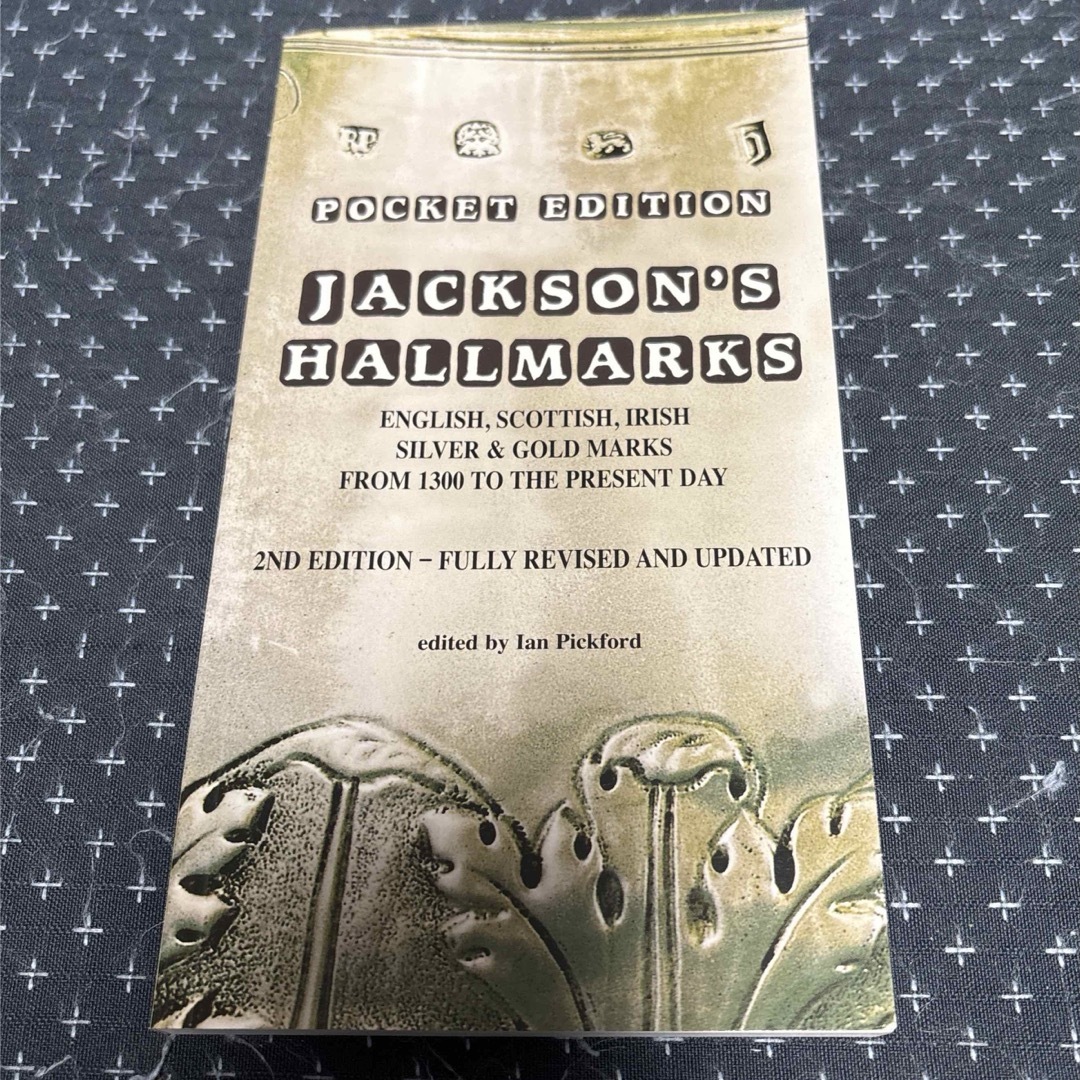 POCKET EDITION
JACKSON'S
HALLMARKS
ENGLISH, SCOTTISH, IRISH
SILVER & GOLD MARKS
FROM 1300 TO THE PRESENT DAY
2ND EDITION – FULLY REVISED AND UPDATED
edited by Ian Pickford